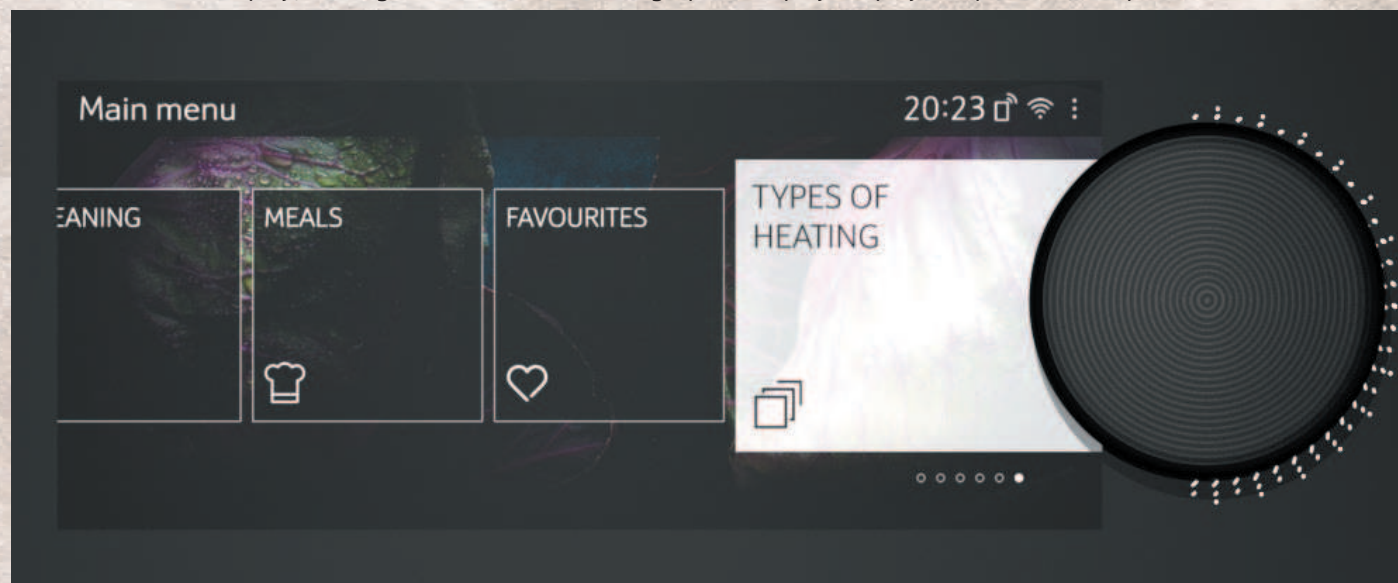 Main menu
20:23
EANING
MEALS
FAVOURITES
TYPES OF
HEATING